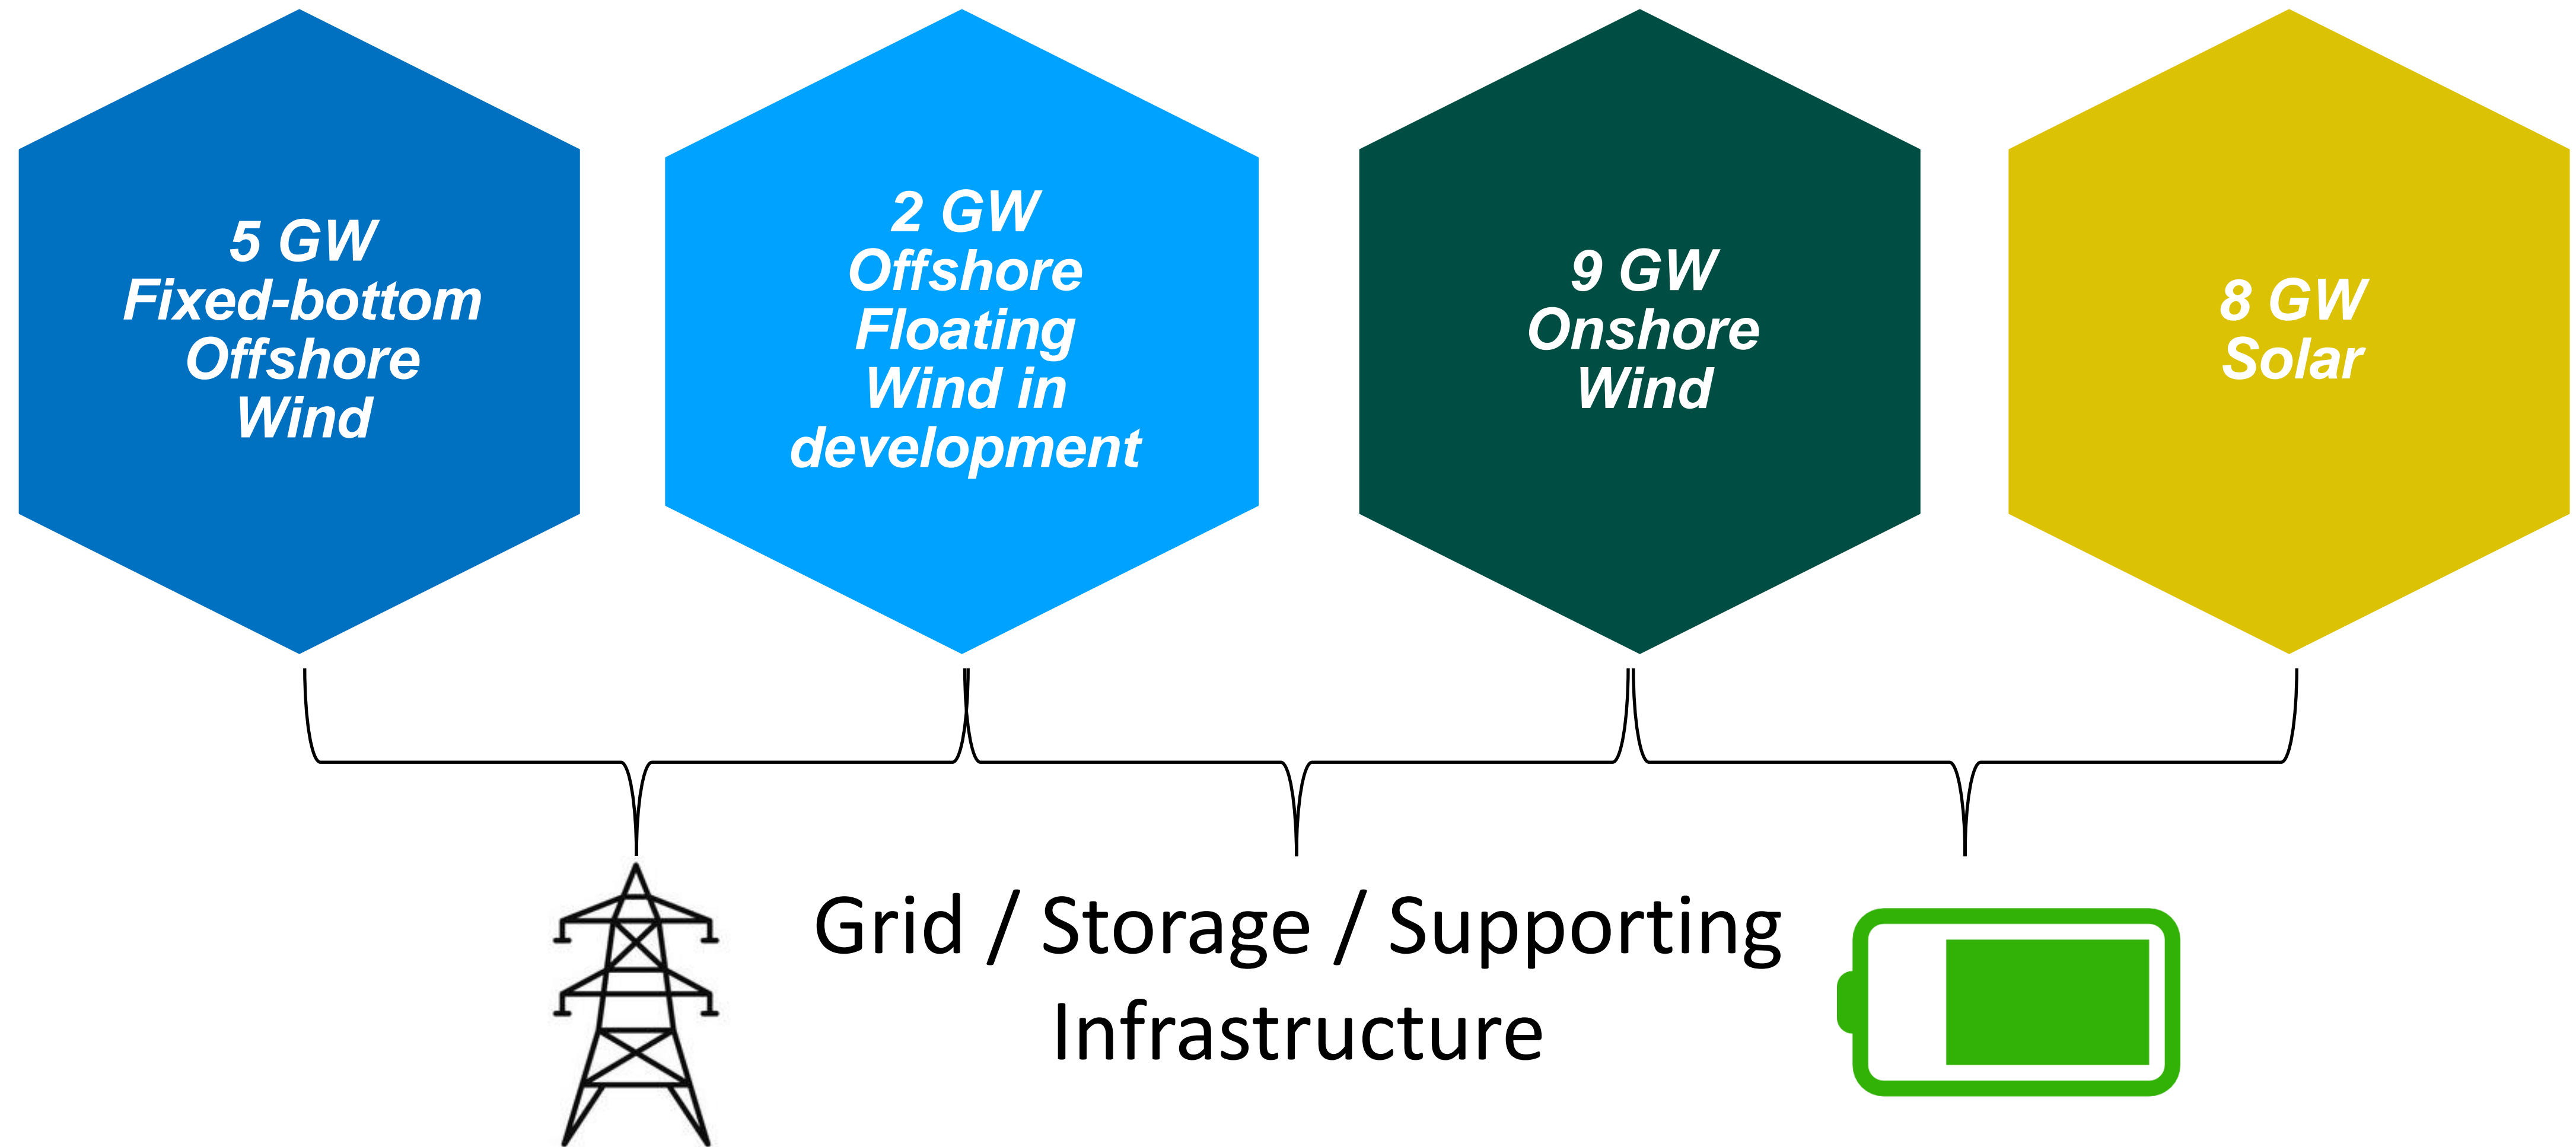 5 GW
Fixed-bottom
Offshore
Wind
2 GW
Offshore
Floating
Wind in
development
9 GW
Onshore
Wind
8 GW
Solar
Grid / Storage / Supporting
Infrastructure